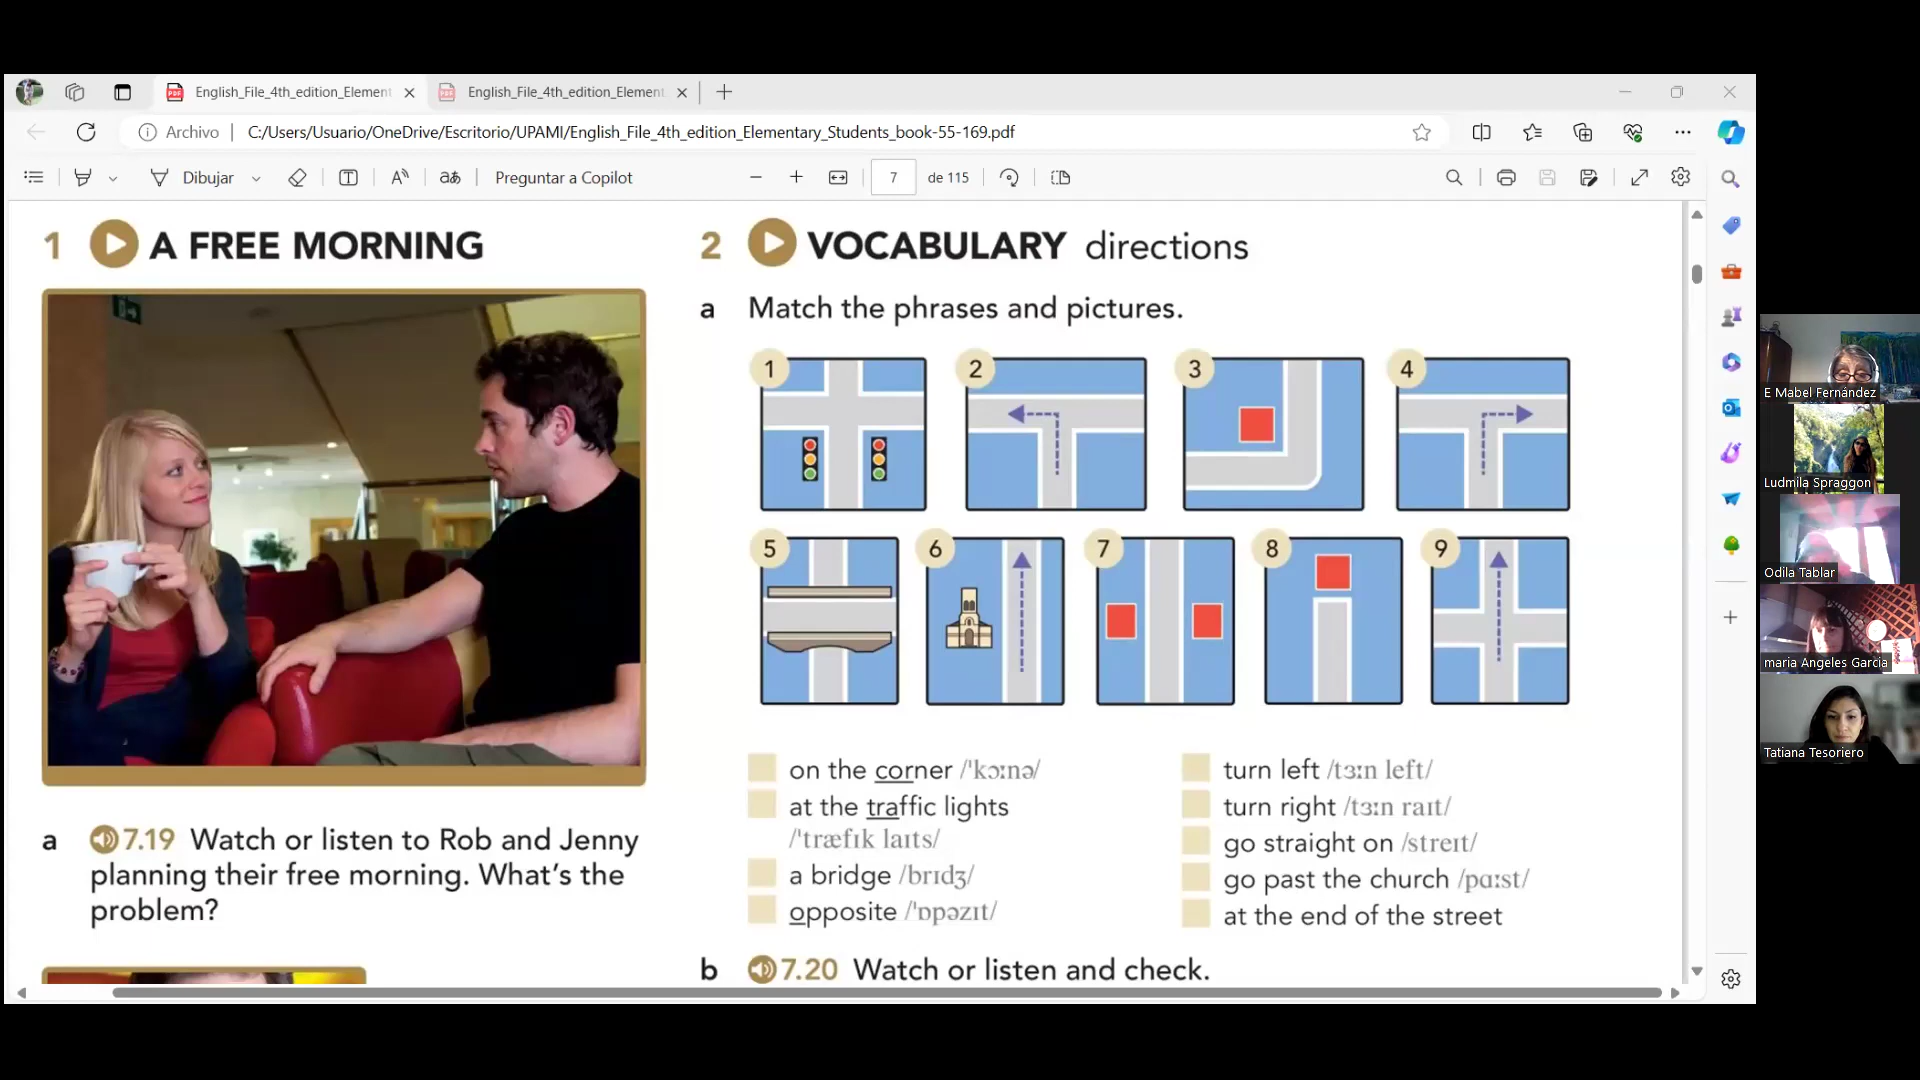 English_File_4th_edition_Element
English_File_4th_edition_Element
Archivo
C:/Users/Usuario/OneDrive/Escritorio/UPAMI/English_File_4th_edition_Elementary_Students_book-55-169.pdf
Dibujar
Preguntar a Copilot
7
de 115
1 A FREE MORNING
a 7.19 Watch or listen to Rob and Jenny
planning their free morning. What's the
problem?
2 VOCABULARY directions
a Match the phrases and pictures.
1 2 3 4
5 6 7 8 9
on the corner /ˈkɔːnə/
at the traffic lights
/ˈtræfɪk laɪts/
a bridge /brɪdʒ/
opposite /ˈɒpəzɪt/
turn left /tɜːn left/
turn right /tɜːn raɪt/
go straight on /streɪt/
go past the church /pɑːst/
at the end of the street
b 7.20 Watch or listen and check.
E Mabel Fernández
Ludmila Spraggon
Odila Tablar
maria Angeles Garcia
Tatiana Tesoriero